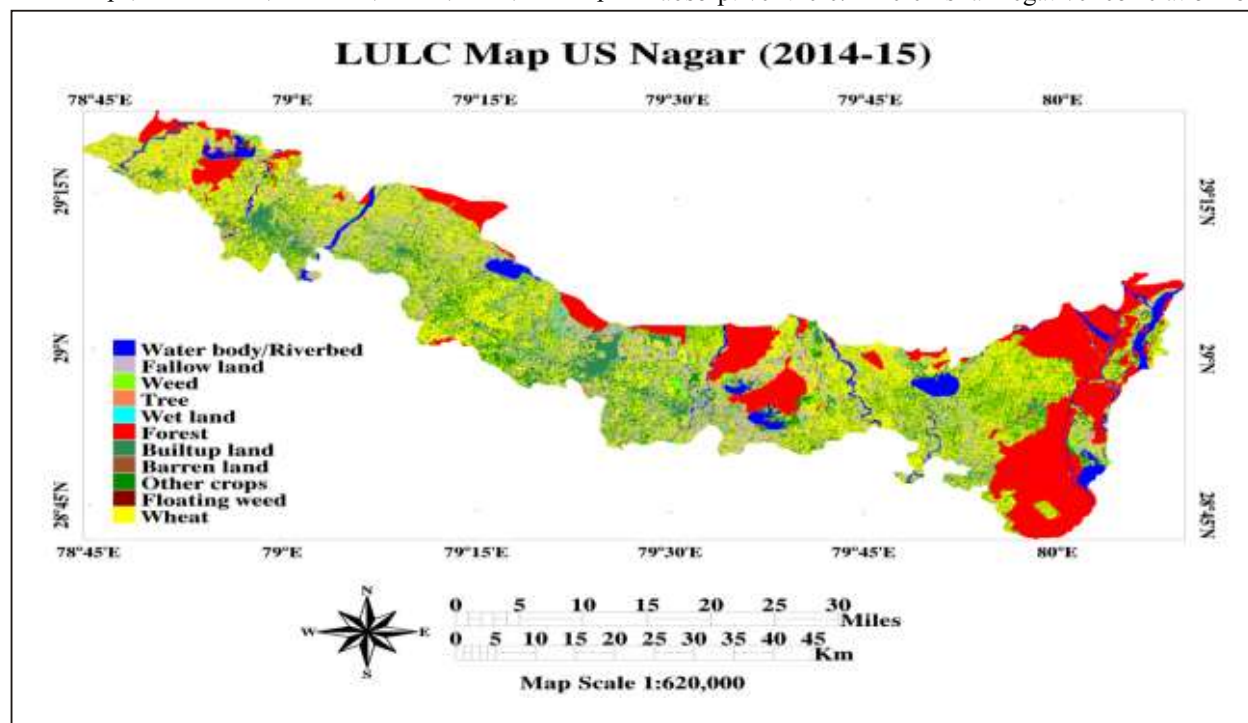 LULC Map US Nagar (2014-15)
78°45'E 79°E 79°15'E 79°30'E 79°45'E 80°E
29°15'N 29°15'N
29°N 29°N
28°45'N 28°45'N
Water body/Riverbed
Fallow land
Weed
Tree
Wet land
Forest
Builtup land
Barren land
Other crops
Floating weed
Wheat
78°45'E 79°E 79°15'E 79°30'E 79°45'E 80°E
N
W E
S
0 5 10 15 20 25 30
Miles
0 5 10 15 20 25 30 35 40 45
Km
Map Scale 1:620,000